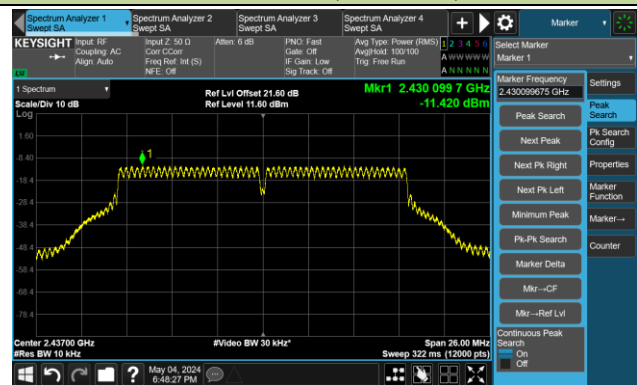 Spectrum Analyzer 1
Swept SA
Spectrum Analyzer 2
Swept SA
Spectrum Analyzer 3
Swept SA
Spectrum Analyzer 4
Swept SA
Marker
KEYSIGHT
Input: RF
Coupling: AC
Align: Auto
Input Z: 50 Ω
Corr CCorr
Freq Ref: Int (S)
NFE: Off
Atten: 6 dB
PNO: Fast
Gate: Off
IF Gain: Low
Sig Track: Off
Avg Type: Power (RMS)
Avg|Hold: 100/100
Trig: Free Run
1 2 3 4 5 6
A W W W W W
A N N N N N
LW
Select Marker
Marker 1
1 Spectrum
Scale/Div 10 dB
Log
Ref Lvl Offset 21.60 dB
Ref Level 11.60 dBm
Mkr1 2.430 099 7 GHz
-11.420 dBm
1
1.60
-8.40
-18.4
-28.4
-38.4
-48.4
-58.4
-68.4
-78.4
Center 2.43700 GHz
#Res BW 10 kHz
#Video BW 30 kHz*
Span 26.00 MHz
Sweep 322 ms (12000 pts)
Marker Frequency
2.430099675 GHz
Peak Search
Next Peak
Next Pk Right
Next Pk Left
Minimum Peak
Pk-Pk Search
Marker Delta
Mkr→CF
Mkr→Ref Lvl
Continuous Peak
Search
On
Off
Settings
Peak
Search
Pk Search
Config
Properties
Marker
Function
Marker→
Counter
May 04, 2024
6:48:27 PM